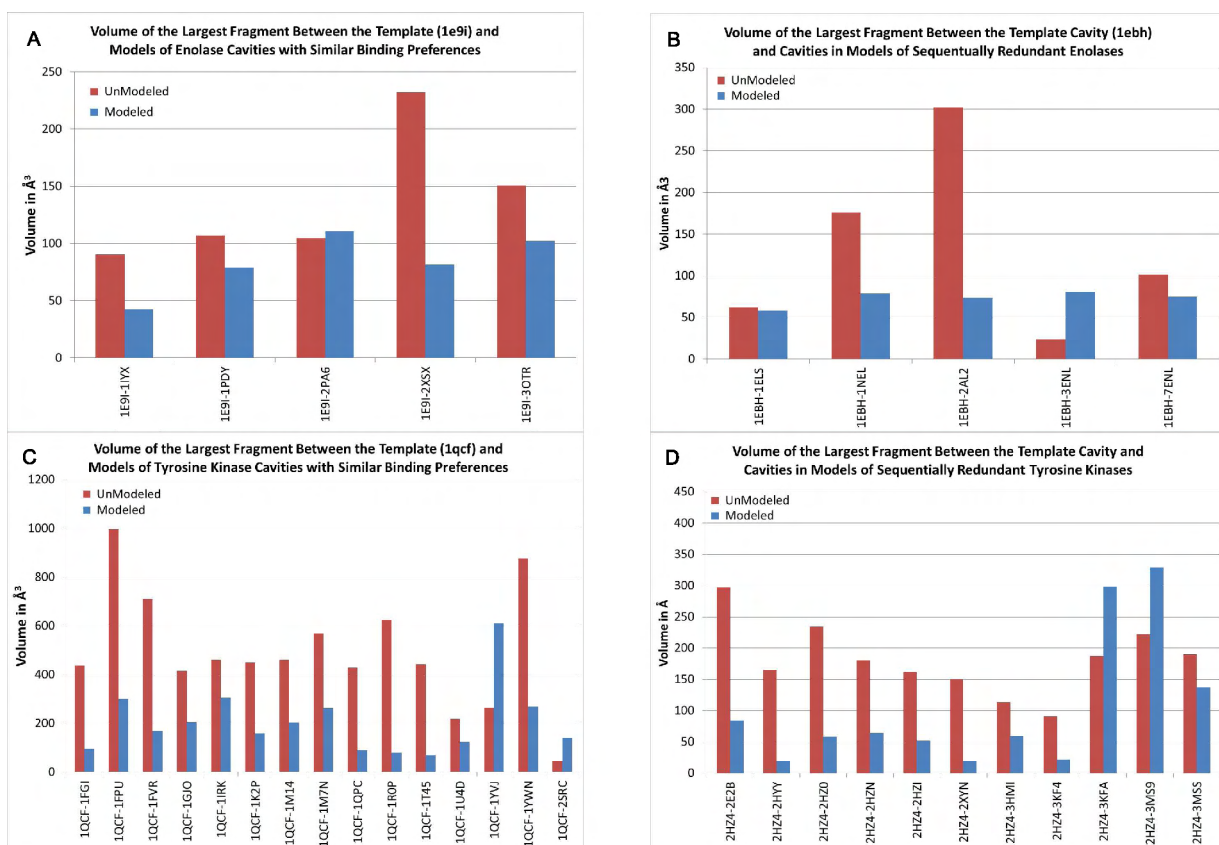 A
Volume of the Largest Fragment Between the Template (1e9i) and
Models of Enolase Cavities with Similar Binding Preferences
250
200
150
100
50
0
Volume in Å³
UnModeled
Modeled
1E9I-1IYX
1E9I-1PDY
1E9I-2PA6
1E9I-2XSX
1E9I-3OTR
B
Volume of the Largest Fragment Between the Template Cavity (1ebh)
and Cavities in Models of Sequentually Redundant Enolases
350
300
250
200
150
100
50
0
Volume in Å3
UnModeled
Modeled
1EBH-1ELS
1EBH-1NEL
1EBH-2AL2
1EBH-3ENL
1EBH-7ENL
C
Volume of the Largest Fragment Between the Template (1qcf) and
Models of Tyrosine Kinase Cavities with Similar Binding Preferences
1200
1000
800
600
400
200
0
Volume in Å³
UnModeled
Modeled
1QCF-1FGI
1QCF-1FPU
1QCF-1FVR
1QCF-1GJO
1QCF-1IRK
1QCF-1K2P
1QCF-1M14
1QCF-1M7N
1QCF-1QPC
1QCF-1R0P
1QCF-1T45
1QCF-1U4D
1QCF-1YVJ
1QCF-1YWN
1QCF-2SRC
D
Volume of the Largest Fragment Between the Template Cavity and
Cavities in Models of Sequentially Redundant Tyrosine Kinases
450
400
350
300
250
200
150
100
50
0
Volume in Å
UnModeled
Modeled
2HZ4-2E2B
2HZ4-2HYY
2HZ4-2HZ0
2HZ4-2HZN
2HZ4-2HZI
2HZ4-2XYN
2HZ4-3HMI
2HZ4-3KF4
2HZ4-3KFA
2HZ4-3MS9
2HZ4-3MSS